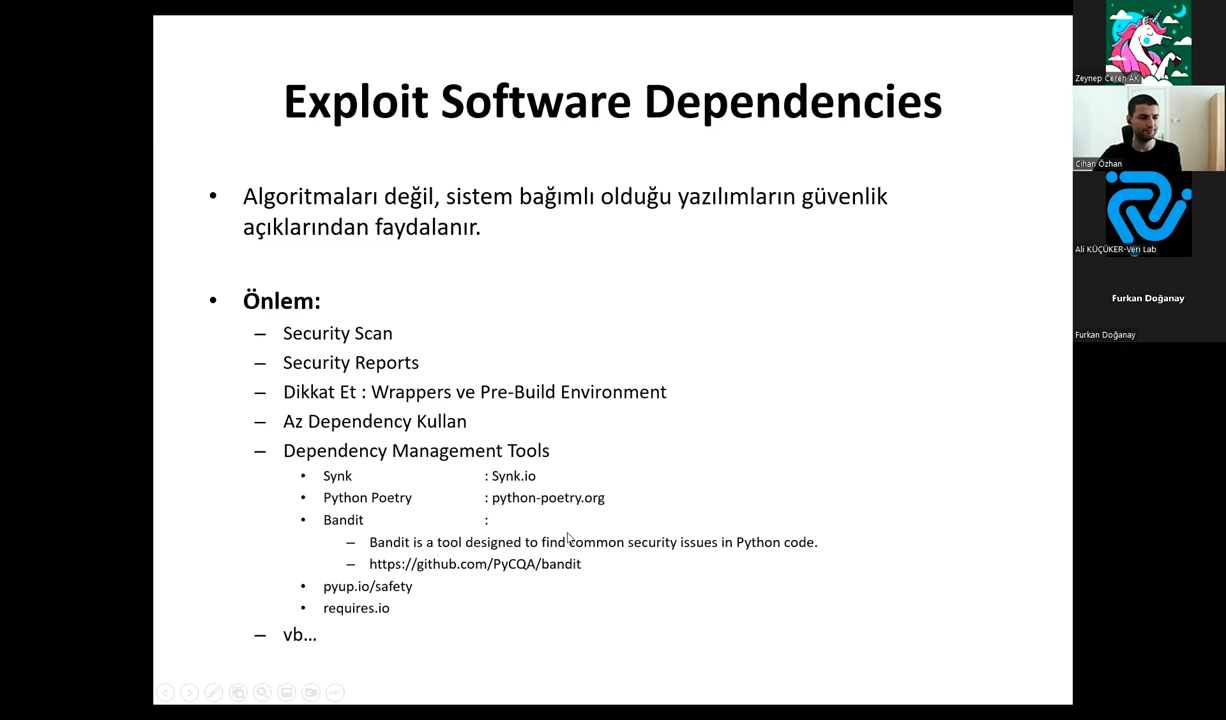 Exploit Software Dependencies
• Algoritmaları değil, sistem bağımlı olduğu yazılımların güvenlik
açıklarından faydalanır.
• Önlem:
– Security Scan
– Security Reports
– Dikkat Et : Wrappers ve Pre-Build Environment
– Az Dependency Kullan
– Dependency Management Tools
• Synk : Synk.io
• Python Poetry : python-poetry.org
• Bandit :
– Bandit is a tool designed to find common security issues in Python code.
– https://github.com/PyCQA/bandit
• pyup.io/safety
• requires.io
– vb...
Zeynep Ceren AK
Cihan Özhan
Ali KÜÇÜKER-Veri Lab
Furkan Doğanay
Furkan Doğanay